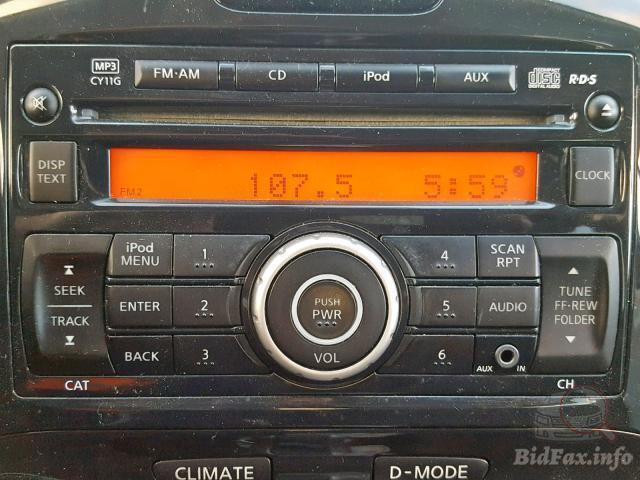 MP3
CY11G
FM·AM
CD
iPod
AUX
COMPACT
disc
DIGITAL AUDIO
R·D·S
DISP
TEXT
FM2
107.5
5:59
CLOCK
SEEK
TRACK
CAT
iPod
MENU
ENTER
BACK
1
2
3
PUSH
PWR
VOL
4
5
6
SCAN
RPT
AUDIO
AUX IN
TUNE
FF·REW
FOLDER
CH
CLIMATE
D-MODE
BidFax.info